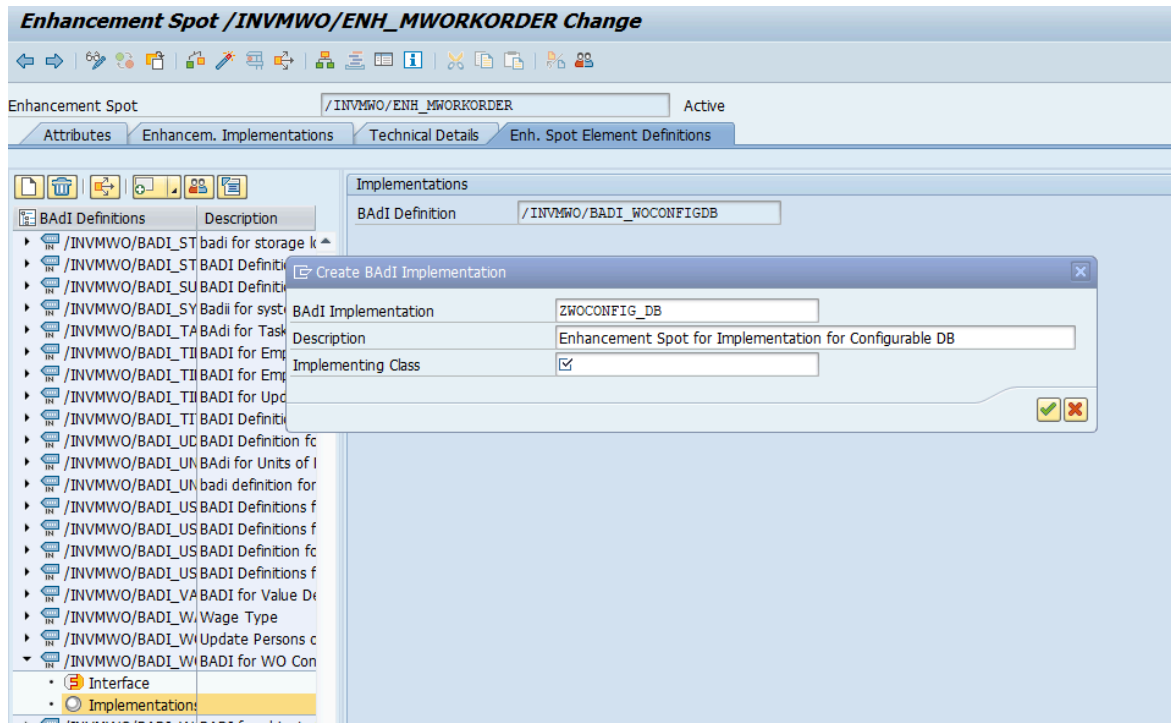 Enhancement Spot /INVMWO/ENH_MWORKORDER Change
Enhancement Spot /INVMWO/ENH_MWORKORDER Active
Attributes Enhancem. Implementations Technical Details Enh. Spot Element Definitions
Implementations
BAdI Definitions Description
BAdI Definition /INVMWO/BADI_WOCONFIGDB
/INVMWO/BADI_ST badi for storage
/INVMWO/BADI_ST BADI Definiti
/INVMWO/BADI_SU BADI Definiti
/INVMWO/BADI_SY Badii for syst
/INVMWO/BADI_TA BAdi for Task
/INVMWO/BADI_TI BADI for Emp
/INVMWO/BADI_TI BADI for Emp
/INVMWO/BADI_TI BADI for Upd
/INVMWO/BADI_TI BADI Definiti
Create BAdI Implementation
BAdI Implementation ZWOCONFIG_DB
Description Enhancement Spot for Implementation for Configurable DB
Implementing Class
/INVMWO/BADI_UD BADI Definition fo
/INVMWO/BADI_UN BAdi for Units of
/INVMWO/BADI_UN badi definition for
/INVMWO/BADI_US BADI Definitions f
/INVMWO/BADI_US BADI Definitions f
/INVMWO/BADI_US BADI Definition fo
/INVMWO/BADI_US BADI Definitions f
/INVMWO/BADI_VA BADI for Value De
/INVMWO/BADI_WA Wage Type
/INVMWO/BADI_W Update Persons
/INVMWO/BADI_W BADI for WO Con
Interface
Implementations